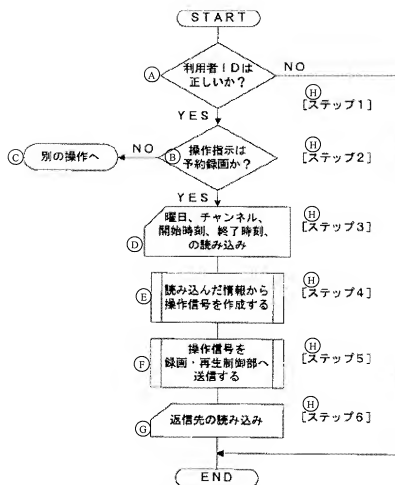 START
Ⓐ 利用者IDは
正しいか？
NO
Ⓗ
[ステップ1]
YES
Ⓒ 別の操作へ
NO
Ⓑ 操作指示は
予約録画か？
Ⓗ
[ステップ2]
YES
曜日、チャンネル、
開始時刻、終了時刻、
の読み込み
Ⓓ
Ⓗ
[ステップ3]
Ⓔ 読み込んだ情報から
操作信号を作成する
Ⓗ
[ステップ4]
操作信号を
録画・再生制御部へ
送信する
Ⓕ
Ⓗ
[ステップ5]
Ⓖ 返信先の読み込み
Ⓗ
[ステップ6]
END